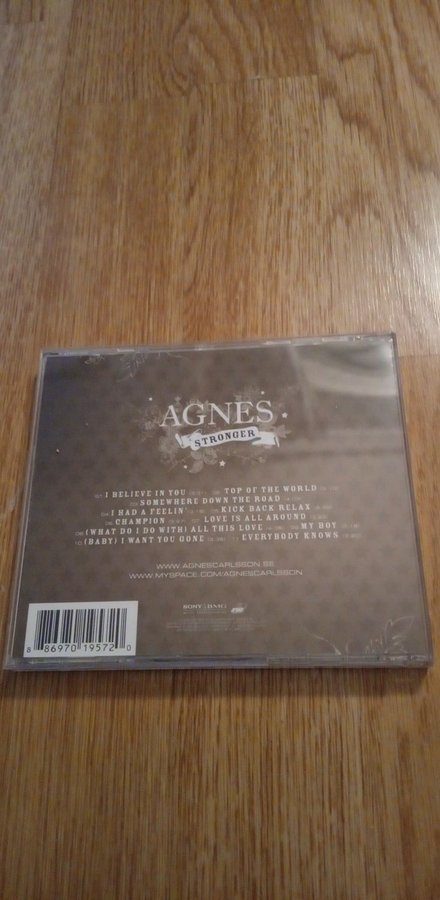 AGNES
STRONGER
I BELIEVE IN YOU TOP OF THE WORLD
SOMEWHERE DOWN THE ROAD
I HAD A FEELIN' KICK BACK RELAX
CHAMPION LOVE IS ALL AROUND
(WHAT DO I DO WITH) ALL THIS LOVE MY BOY
(BABY) I WANT YOU GONE EVERYBODY KNOWS
WWW.AGNESCARLSSON.SE
WWW.MYSPACE.COM/AGNESCARLSSON
SONY BMG
8 86970 19572 0